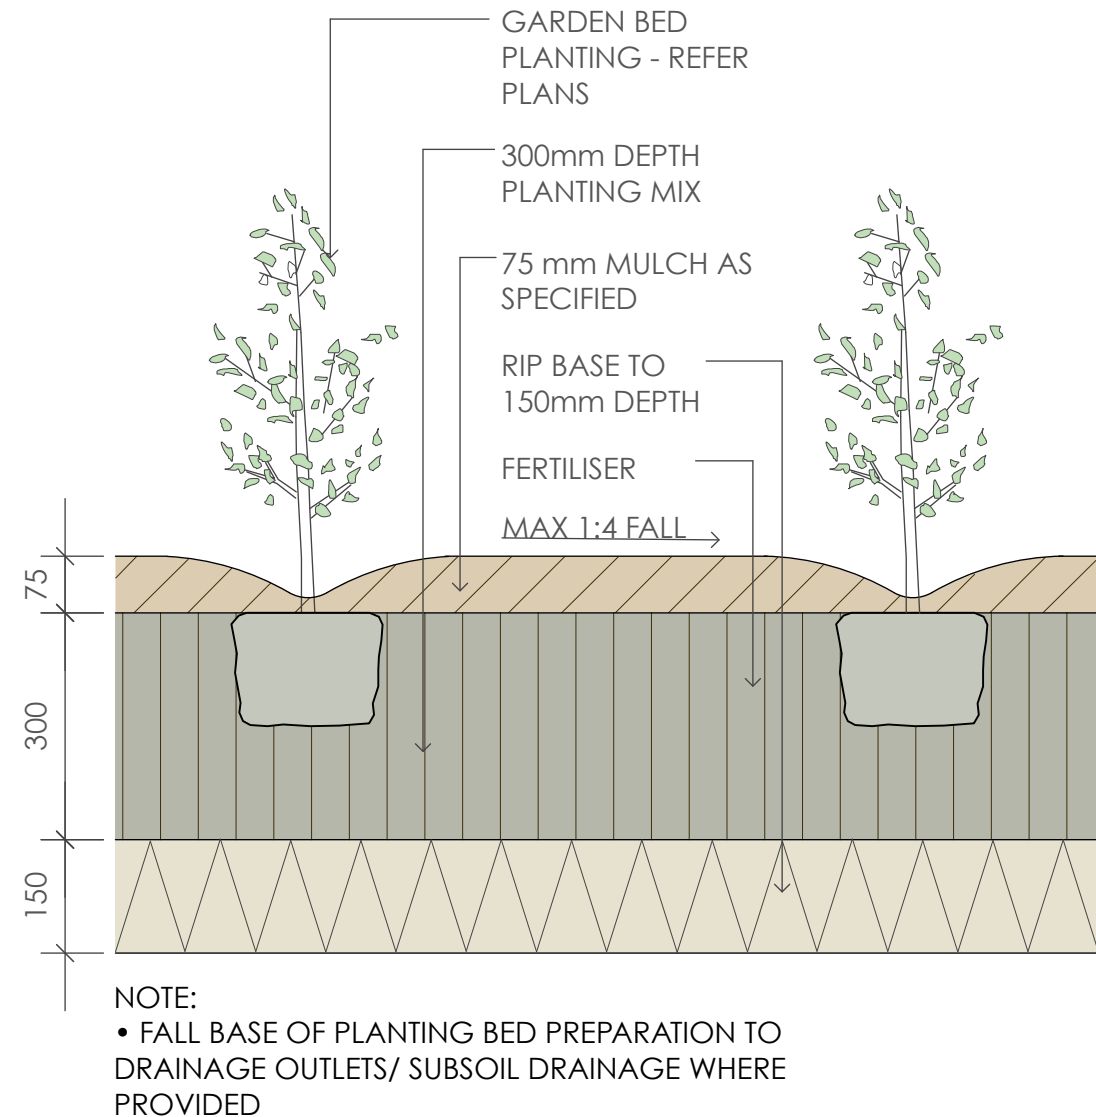 GARDEN BED
PLANTING - REFER
PLANS
300mm DEPTH
PLANTING MIX
75 mm MULCH AS
SPECIFIED
RIP BASE TO
150mm DEPTH
FERTILISER
MAX 1:4 FALL
75
300
150
NOTE:
• FALL BASE OF PLANTING BED PREPARATION TO
DRAINAGE OUTLETS/ SUBSOIL DRAINAGE WHERE
PROVIDED